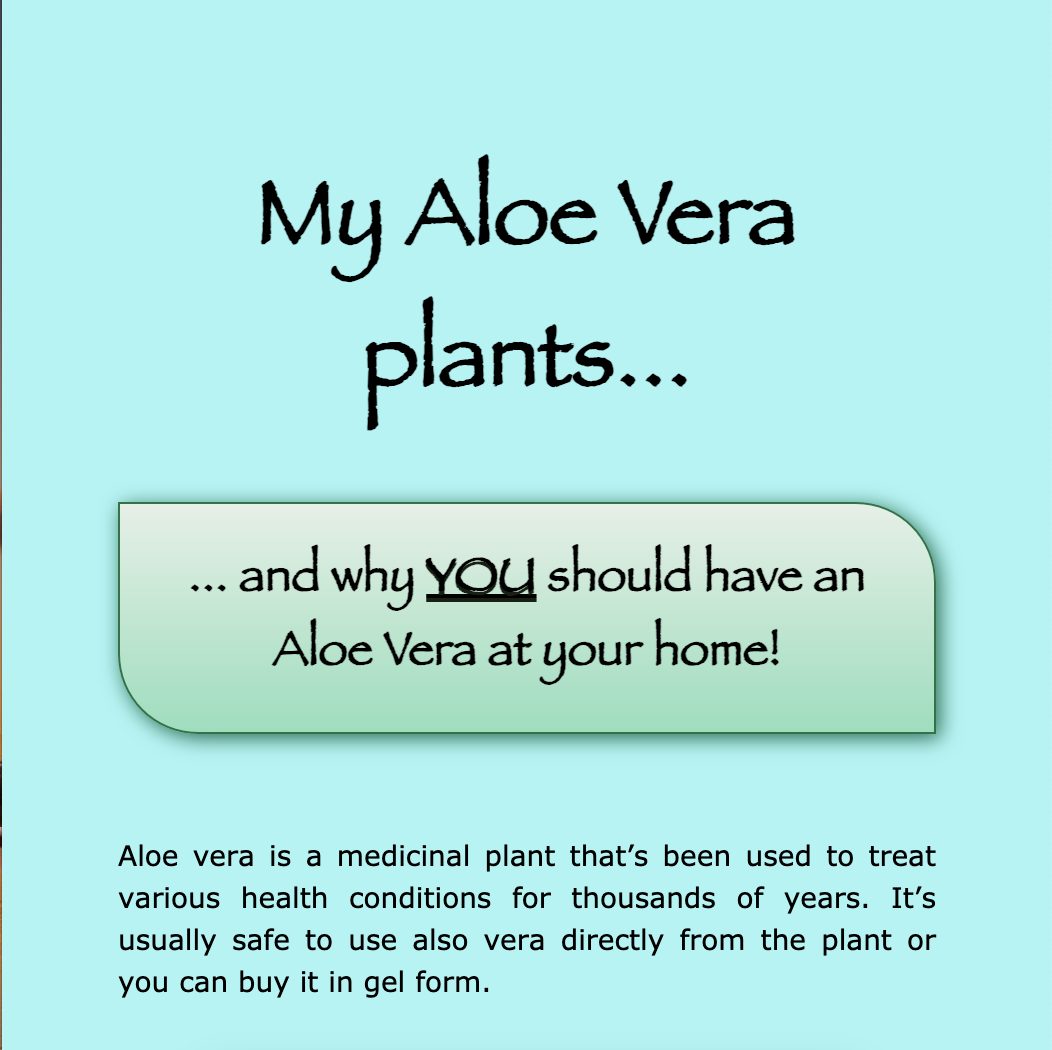 My Aloe Vera
plants...
... and why YOU should have an
Aloe Vera at your home!
Aloe vera is a medicinal plant that’s been used to treat
various health conditions for thousands of years. It’s
usually safe to use also vera directly from the plant or
you can buy it in gel form.